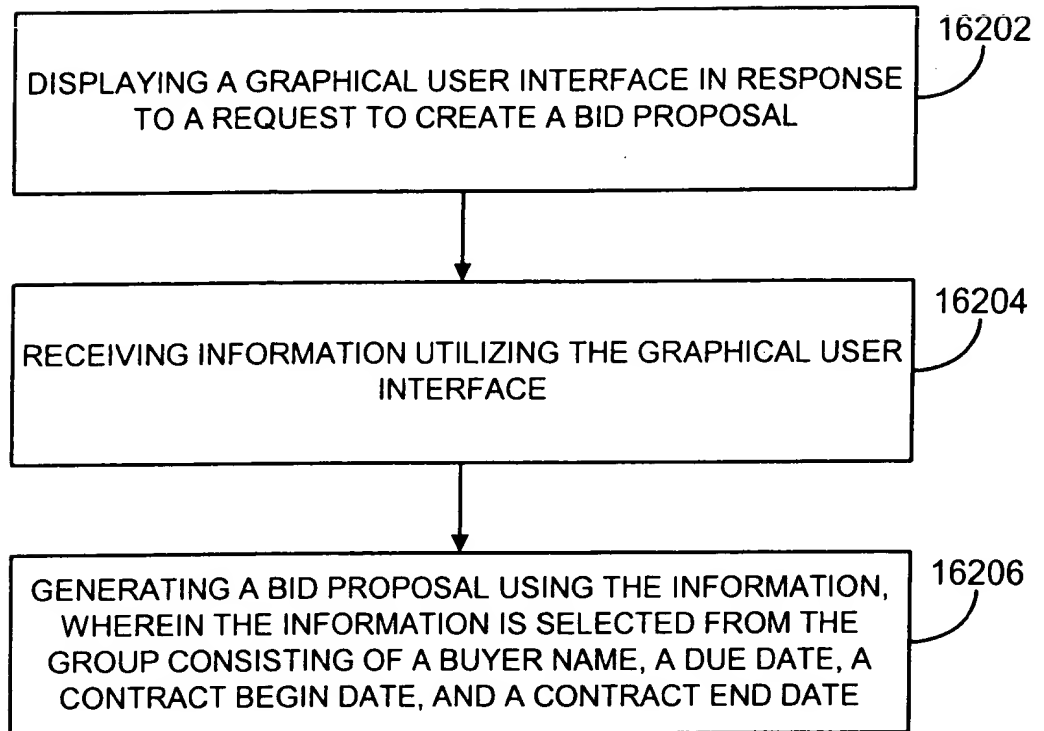 16202
DISPLAYING A GRAPHICAL USER INTERFACE IN RESPONSE
TO A REQUEST TO CREATE A BID PROPOSAL
16204
RECEIVING INFORMATION UTILIZING THE GRAPHICAL USER
INTERFACE
16206
GENERATING A BID PROPOSAL USING THE INFORMATION,
WHEREIN THE INFORMATION IS SELECTED FROM THE
GROUP CONSISTING OF A BUYER NAME, A DUE DATE, A
CONTRACT BEGIN DATE, AND A CONTRACT END DATE